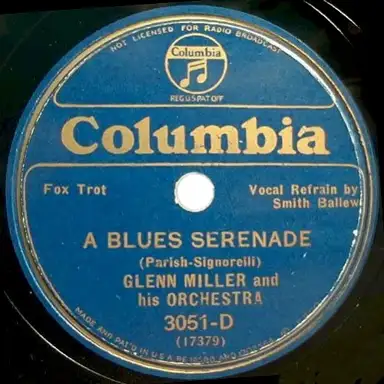 NOT LICENSED FOR RADIO BROADCAST
Columbia
REG.U.S.PAT.OFF.
Columbia
Fox Trot
Vocal Refrain by
Smith Ballew
A BLUES SERENADE
(Parish-Signorelli)
GLENN MILLER and
his ORCHESTRA
3051-D
(17379)
MADE AND PAT'D IN U.S.A.